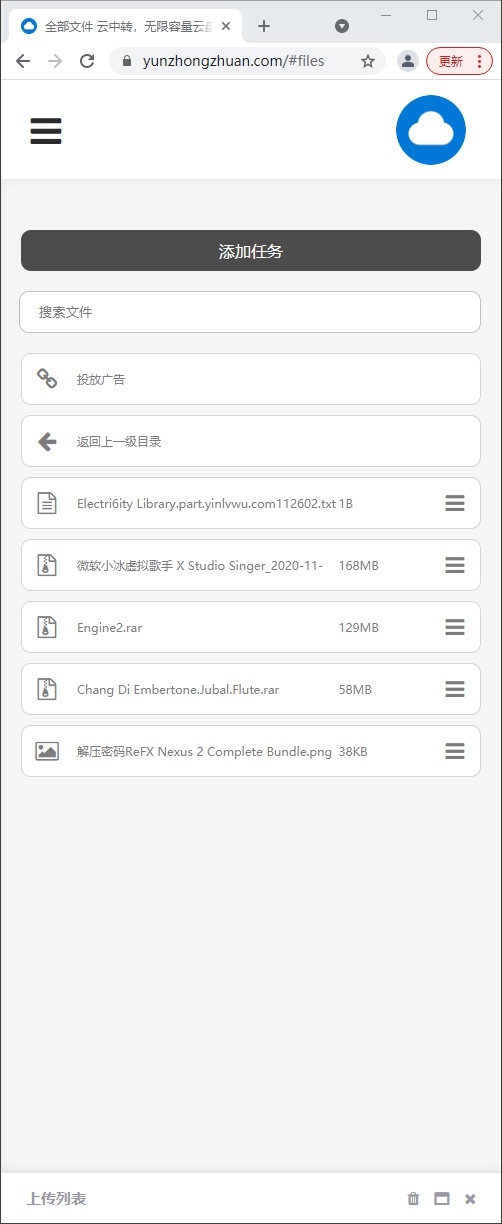 全部文件 云中转，无限容量云盘
yunzhongzhuan.com/#files
更新
添加任务
搜索文件
投放广告
返回上一级目录
Electri6ity Library.part.yinlvwu.com112602.txt 1B
微软小冰虚拟歌手 X Studio Singer_2020-11- 168MB
Engine2.rar 129MB
Chang Di Embertone.Jubal.Flute.rar 58MB
解压密码ReFX Nexus 2 Complete Bundle.png 38KB
上传列表